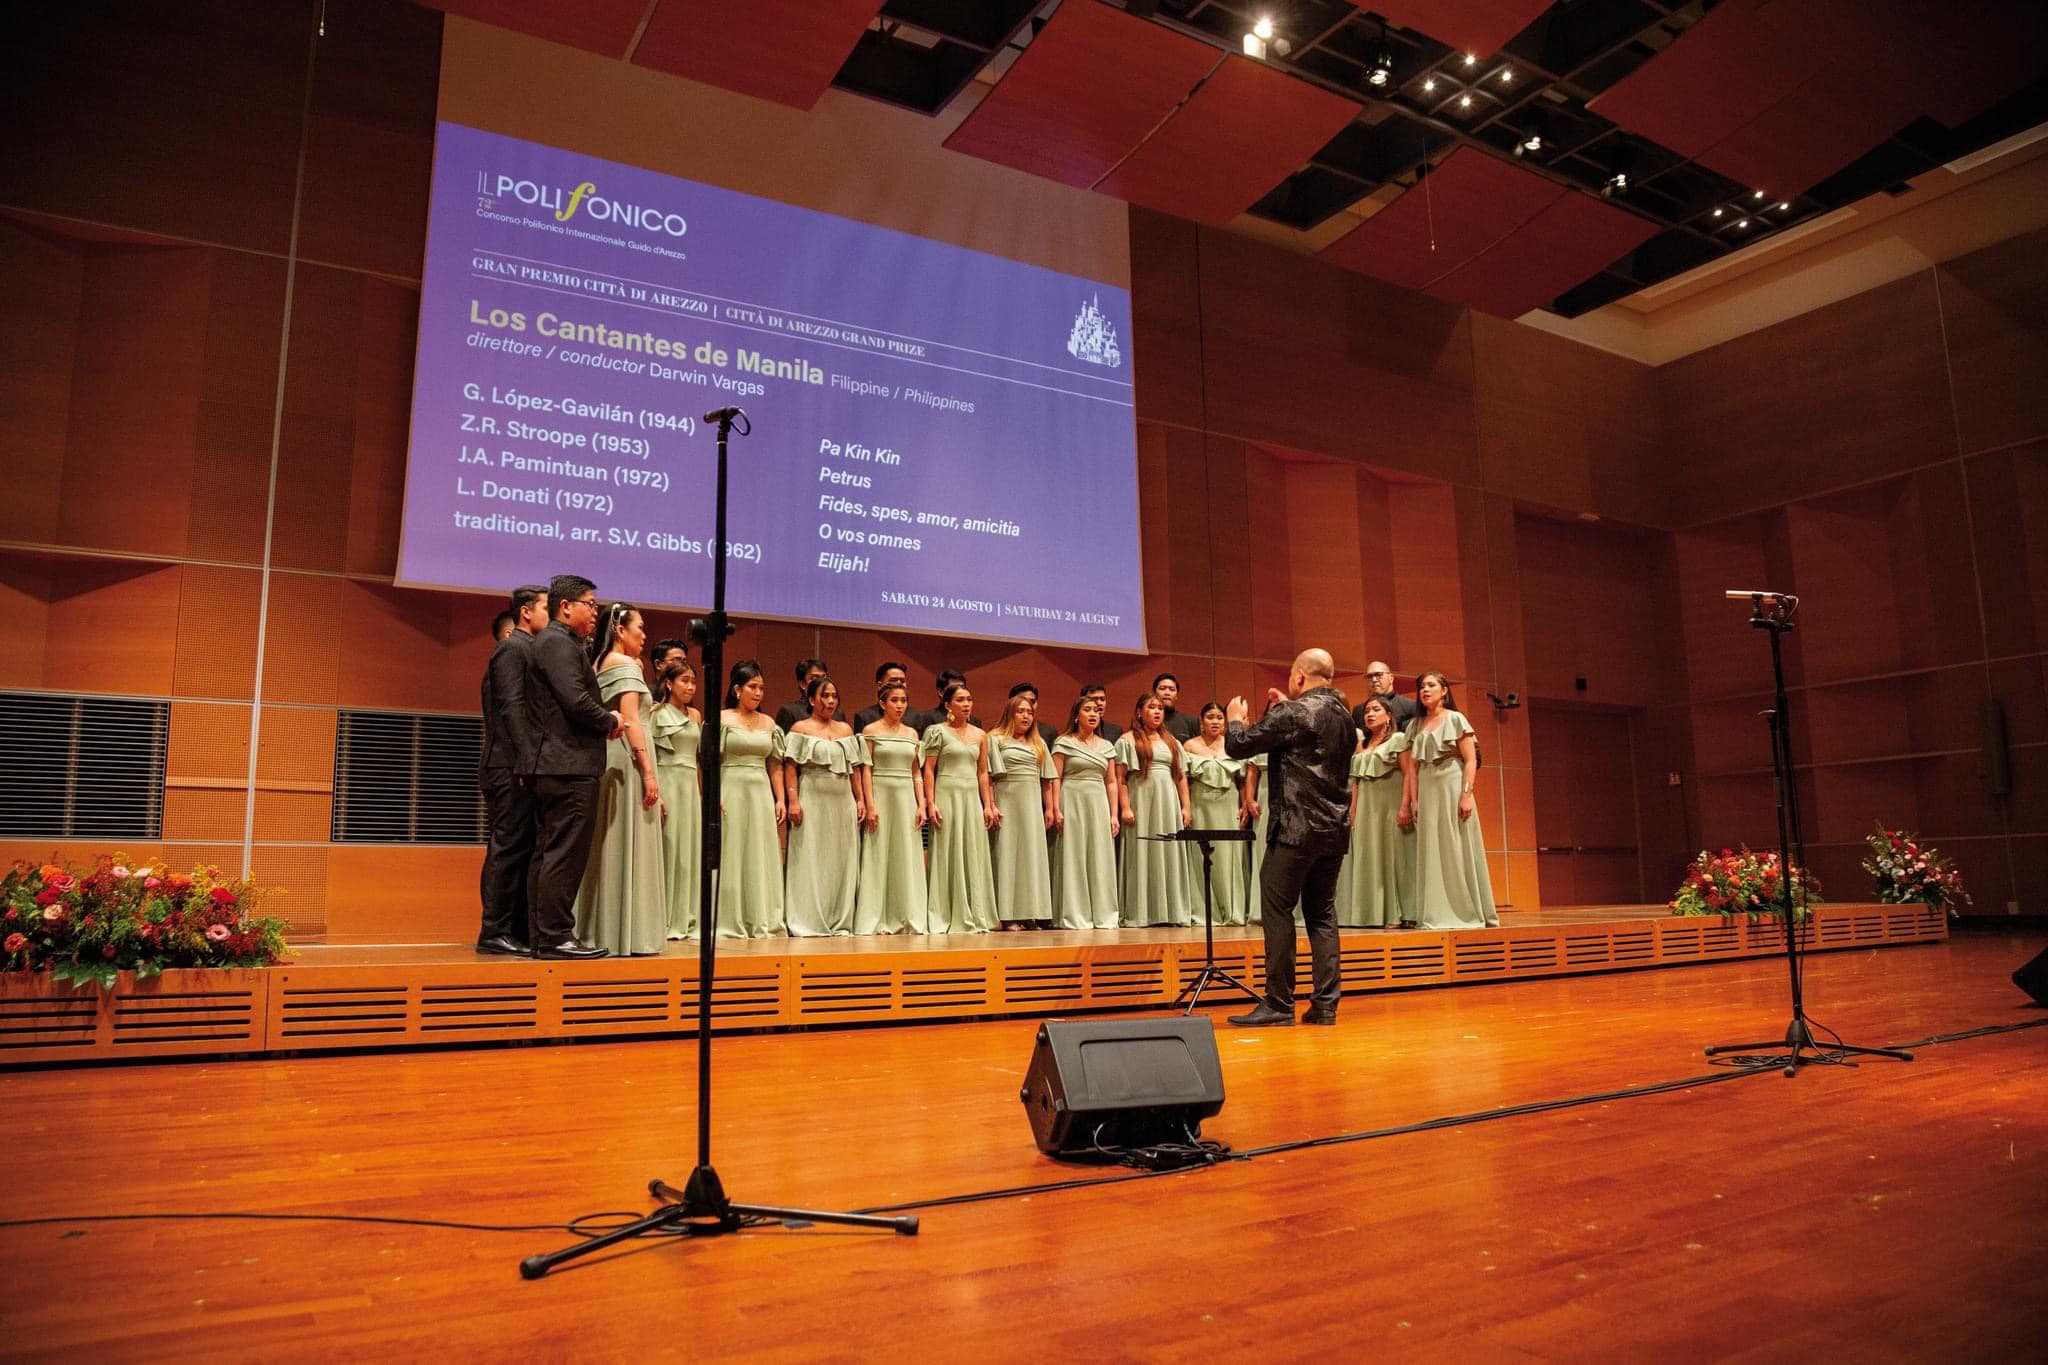 IL POLIFONICO
72°
Concorso Polifonico Internazionale Guido d'Arezzo
GRAN PREMIO CITTÀ DI AREZZO | CITTÀ DI AREZZO GRAND PRIZE
Los Cantantes de Manila Filippine / Philippines
direttore / conductor Darwin Vargas
G. López-Gavilán (1944) Pa Kin Kin
Z.R. Stroope (1953) Petrus
J.A. Pamintuan (1972) Fides, spes, amor, amicitia
L. Donati (1972) O vos omnes
traditional, arr. S.V. Gibbs (1962) Elijah!
SABATO 24 AGOSTO | SATURDAY 24 AUGUST